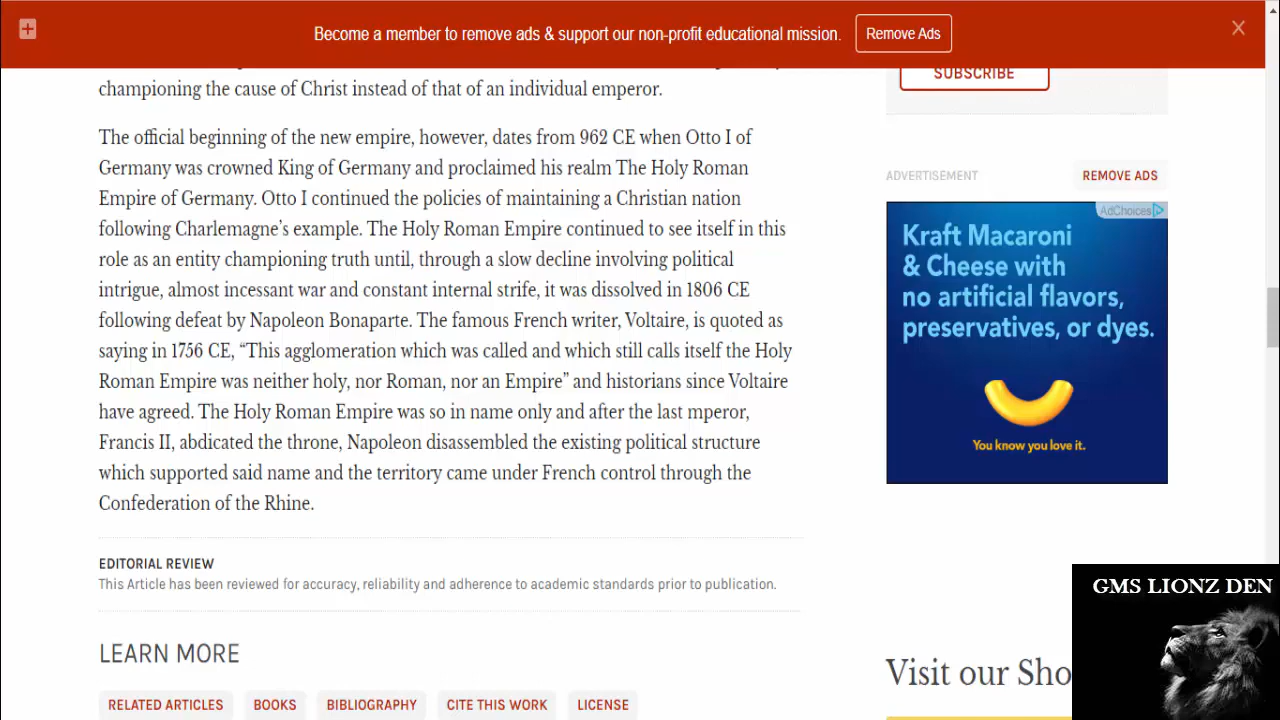 Become a member to remove ads & support our non-profit educational mission.
Remove Ads
championing the cause of Christ instead of that of an individual emperor.
The official beginning of the new empire, however, dates from 962 CE when Otto I of
Germany was crowned King of Germany and proclaimed his realm The Holy Roman
Empire of Germany. Otto I continued the policies of maintaining a Christian nation
following Charlemagne's example. The Holy Roman Empire continued to see itself in this
role as an entity championing truth until, through a slow decline involving political
intrigue, almost incessant war and constant internal strife, it was dissolved in 1806 CE
following defeat by Napoleon Bonaparte. The famous French writer, Voltaire, is quoted as
saying in 1756 CE, “This agglomeration which was called and which still calls itself the Holy
Roman Empire was neither holy, nor Roman, nor an Empire” and historians since Voltaire
have agreed. The Holy Roman Empire was so in name only and after the last mperor,
Francis II, abdicated the throne, Napoleon disassembled the existing political structure
which supported said name and the territory came under French control through the
Confederation of the Rhine.
EDITORIAL REVIEW
This Article has been reviewed for accuracy, reliability and adherence to academic standards prior to publication.
LEARN MORE
RELATED ARTICLES
BOOKS
BIBLIOGRAPHY
CITE THIS WORK
LICENSE
SUBSCRIBE
ADVERTISEMENT
REMOVE ADS
AdChoices
Kraft Macaroni
& Cheese with
no artificial flavors,
preservatives, or dyes.
You know you love it.
GMS LIONZ DEN
Visit our Sho